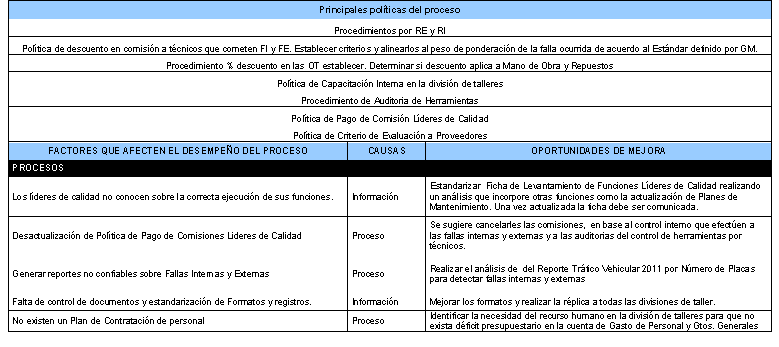 Principales políticas del proceso
Procedimientos por RE y RI
Política de descuento en comisión a técnicos que cometen FI y FE. Establecer criterios y alinearlos al peso de ponderación de la falla ocurrida de acuerdo al Estándar definido por GM.
Procedimiento % descuento en las OT establecer. Determinar si descuento aplica a Mano de Obra y Repuestos
Política de Capacitación Interna en la división de talleres
Procedimiento de Auditoria de Herramientas
Política de Pago de Comisión Líderes de Calidad
Política de Criterio de Evaluación a Proveedores
FACTORES QUE AFECTEN EL DESEMPEÑO DEL PROCESO
CAUSAS
OPORTUNIDADES DE MEJORA
PROCESOS
Los líderes de calidad no conocen sobre la correcta ejecución de sus funciones.
Información
Estandarizar Ficha de Levantamiento de Funciones Líderes de Calidad realizando
un análisis que incorpore otras funciones como la actualización de Planes de
Mantenimiento. Una vez actualizada la ficha debe ser comunicada.
Desactualización de Política de Pago de Comisiones Lideres de Calidad
Proceso
Se sugiere cancelarles las comisiones, en base al control interno que efectúen a
las fallas internas y externas y a las auditorias del control de herramientas por
técnicos.
Generar reportes no confiables sobre Fallas Internas y Externas
Proceso
Realizar el análisis de del Reporte Tráfico Vehicular 2011 por Número de Placas
para detectar fallas internas y externas
Falta de control de documentos y estandarización de Formatos y registros.
Información
Mejorar los formatos y realizar la réplica a todas las divisiones de taller.
No existen un Plan de Contratación de personal
Proceso
Identificar la necesidad del recurso humano en la división de talleres para que no
exista déficit presupuestario en la cuenta de Gasto de Personal y Gtos. Generales